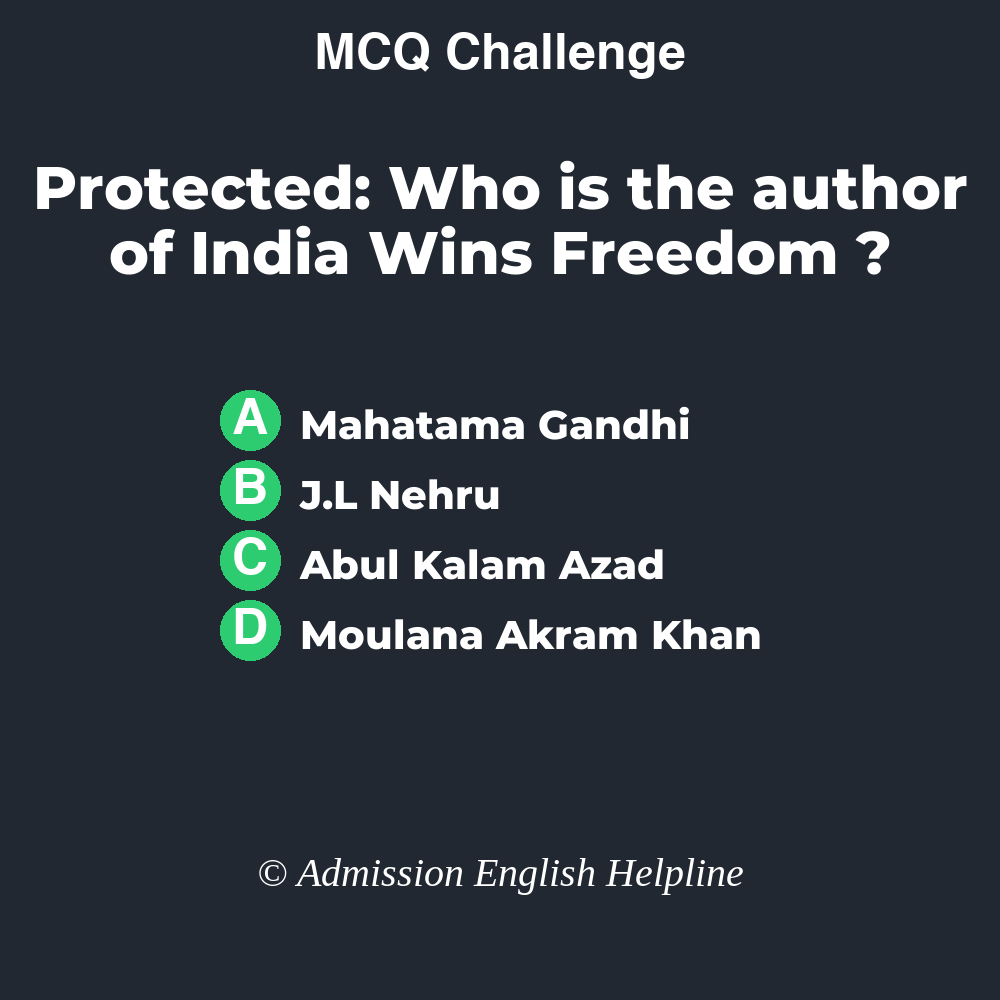 MCQ Challenge
Protected: Who is the author
of India Wins Freedom ?
A Mahatama Gandhi
B J.L Nehru
C Abul Kalam Azad
D Moulana Akram Khan
© Admission English Helpline